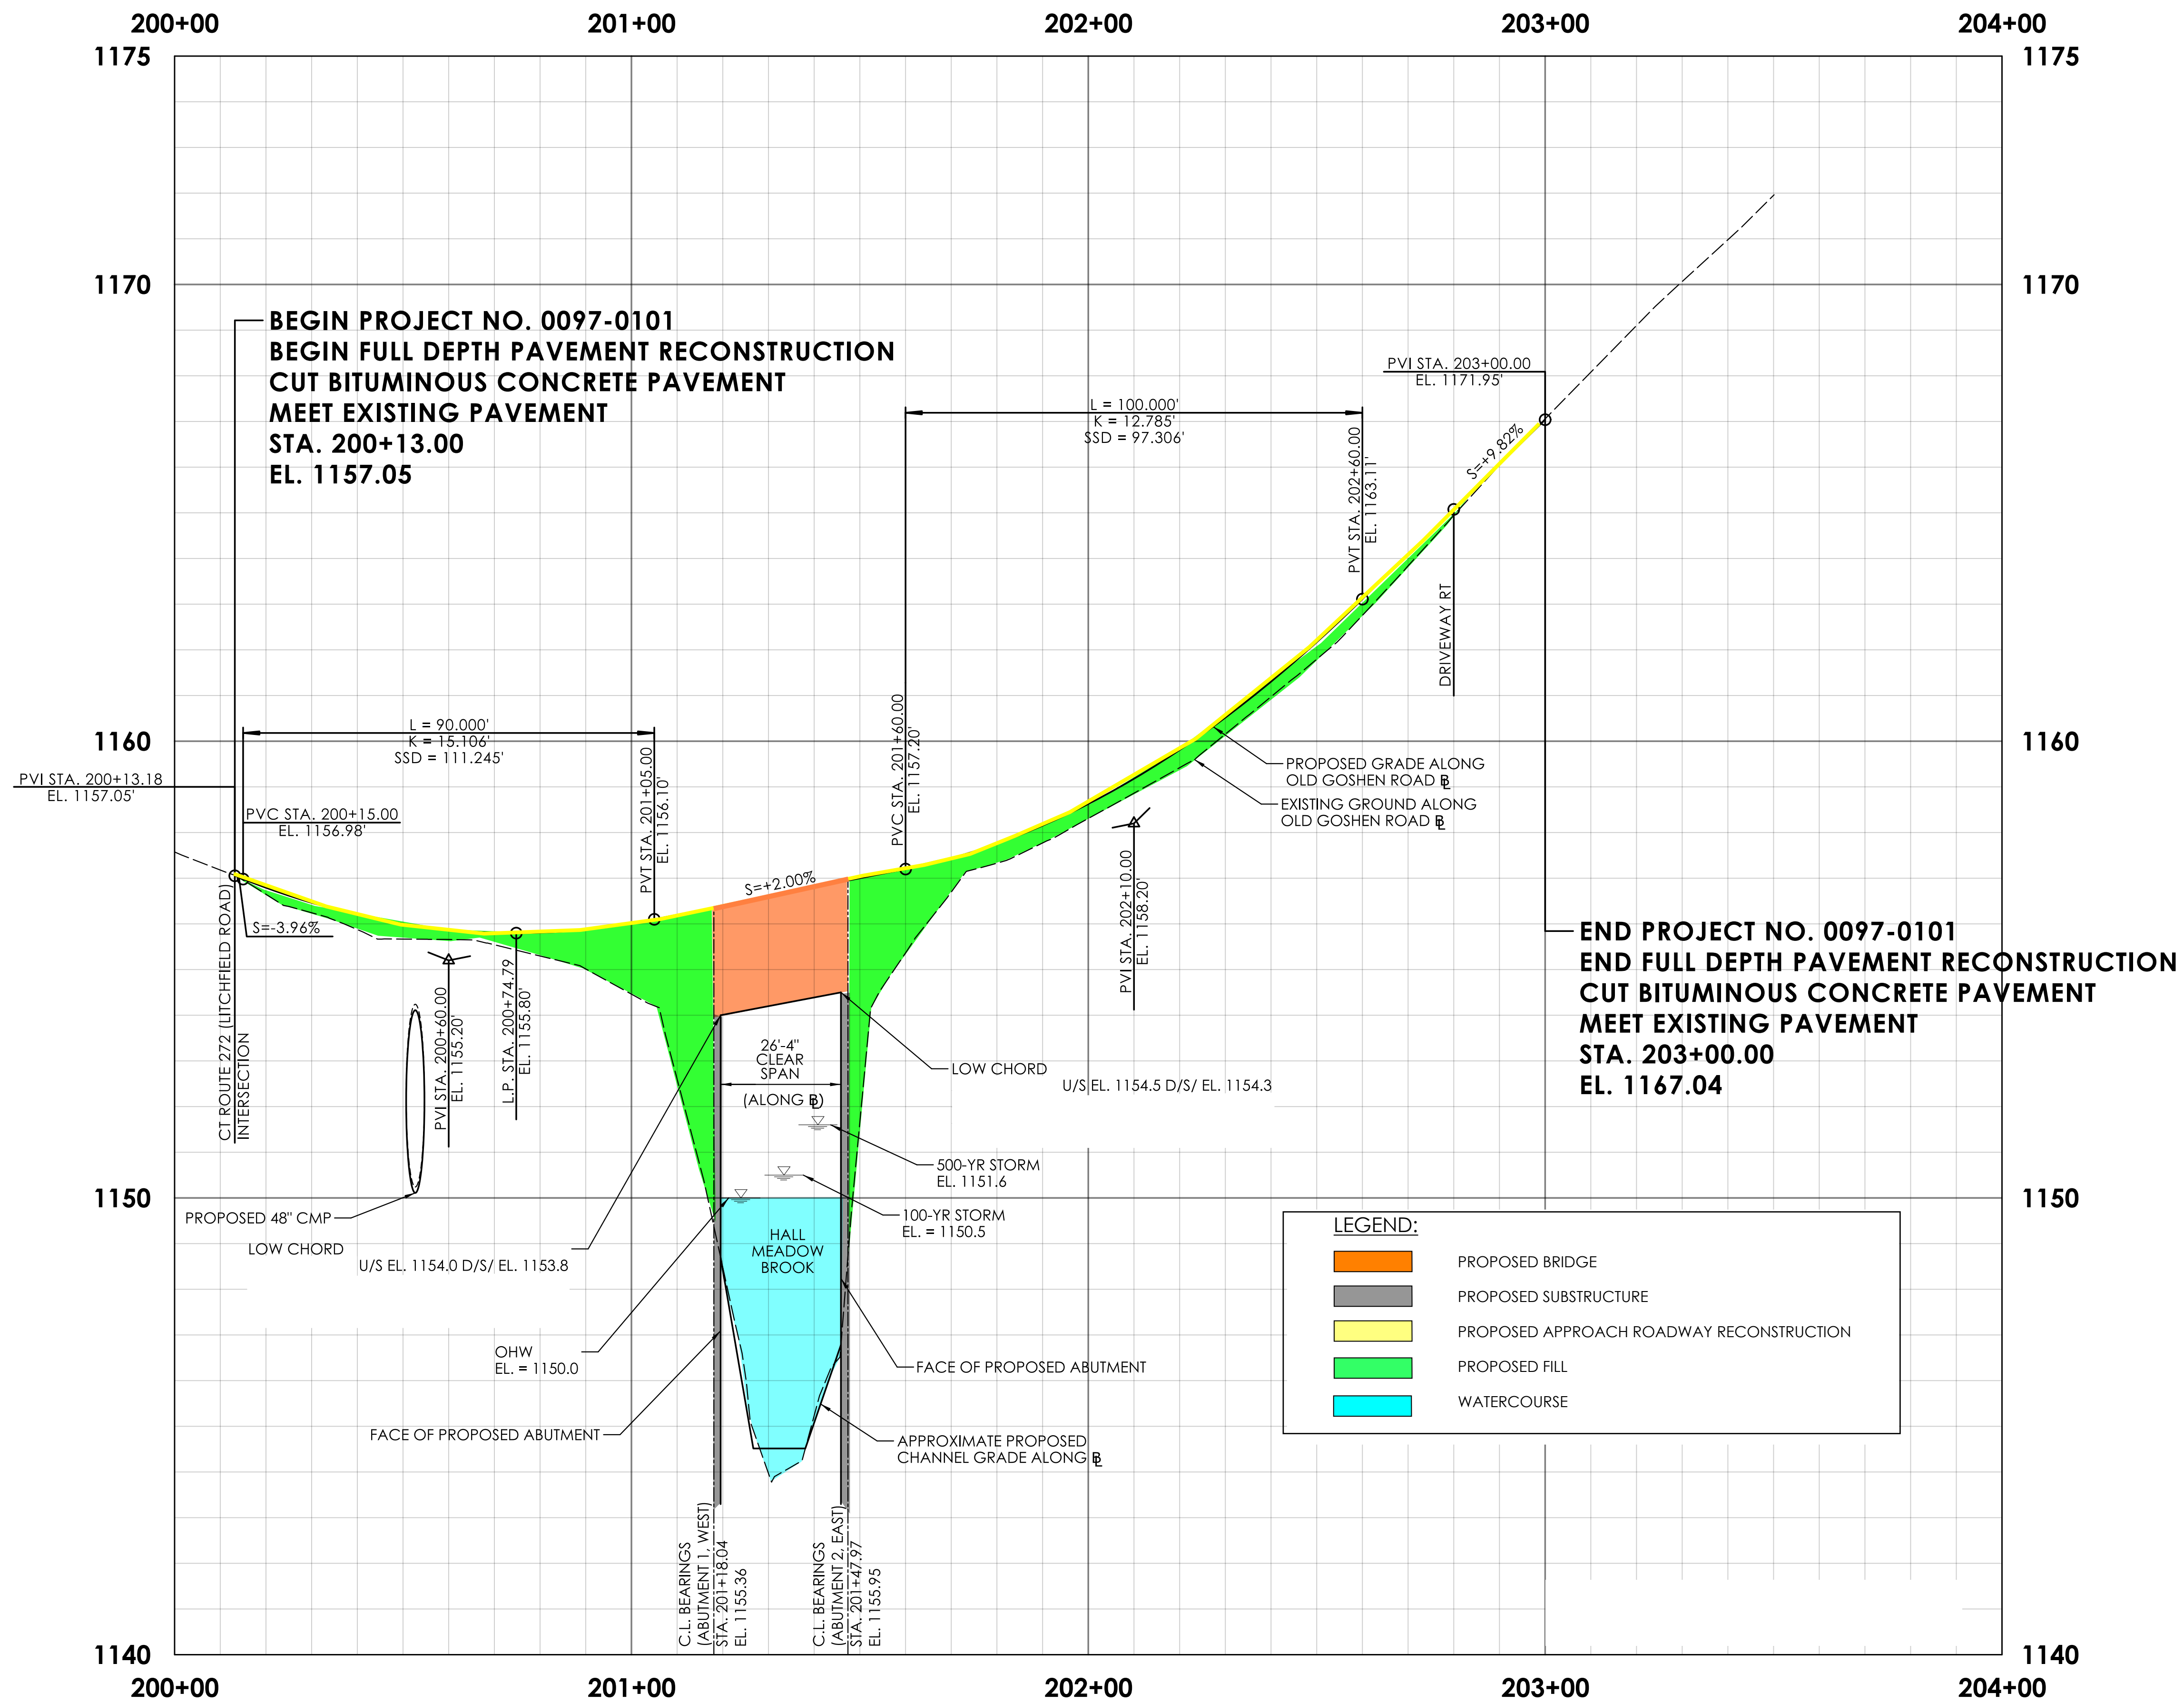 200+00
201+00
202+00
203+00
204+00
1175
1175
1170
1170
BEGIN PROJECT NO. 0097-0101
BEGIN FULL DEPTH PAVEMENT RECONSTRUCTION
CUT BITUMINOUS CONCRETE PAVEMENT
MEET EXISTING PAVEMENT
STA. 200+13.00
EL. 1157.05
PVI STA. 203+00.00
EL. 1171.95'
L = 100.000'
K = 12.785'
SSD = 97.306'
S=+9.82%
PVT STA. 202+60.00
EL. 1163.11'
DRIVEWAY RT
L = 90.000'
K = 15.106'
SSD = 111.245'
1160
1160
PVI STA. 200+13.18
EL. 1157.05'
PVC STA. 200+15.00
EL. 1156.98'
PVT STA. 201+05.00
EL. 1156.10'
PVC STA. 201+60.00
EL. 1157.20'
PROPOSED GRADE ALONG
OLD GOSHEN ROAD BL
EXISTING GROUND ALONG
OLD GOSHEN ROAD BL
S=+2.00%
S=-3.96%
CT ROUTE 272 (LITCHFIELD ROAD)
INTERSECTION
PVI STA. 200+60.00
EL. 1155.20'
L.P. STA. 200+74.79
EL. 1155.80'
PVI STA. 202+10.00
EL. 1158.20'
END PROJECT NO. 0097-0101
END FULL DEPTH PAVEMENT RECONSTRUCTION
CUT BITUMINOUS CONCRETE PAVEMENT
MEET EXISTING PAVEMENT
STA. 203+00.00
EL. 1167.04
26'-4"
CLEAR
SPAN
(ALONG BL)
LOW CHORD
U/S EL. 1154.5 D/S/ EL. 1154.3
500-YR STORM
EL. 1151.6
1150
1150
PROPOSED 48" CMP
100-YR STORM
EL. = 1150.5
LOW CHORD
U/S EL. 1154.0 D/S/ EL. 1153.8
HALL
MEADOW
BROOK
OHW
EL. = 1150.0
FACE OF PROPOSED ABUTMENT
FACE OF PROPOSED ABUTMENT
APPROXIMATE PROPOSED
CHANNEL GRADE ALONG BL
LEGEND:
PROPOSED BRIDGE
PROPOSED SUBSTRUCTURE
PROPOSED APPROACH ROADWAY RECONSTRUCTION
PROPOSED FILL
WATERCOURSE
C.L. BEARINGS
(ABUTMENT 1, WEST)
STA. 201+18.04
EL. 1155.36
C.L. BEARINGS
(ABUTMENT 2, EAST)
STA. 201+47.97
EL. 1155.95
1140
1140
200+00
201+00
202+00
203+00
204+00